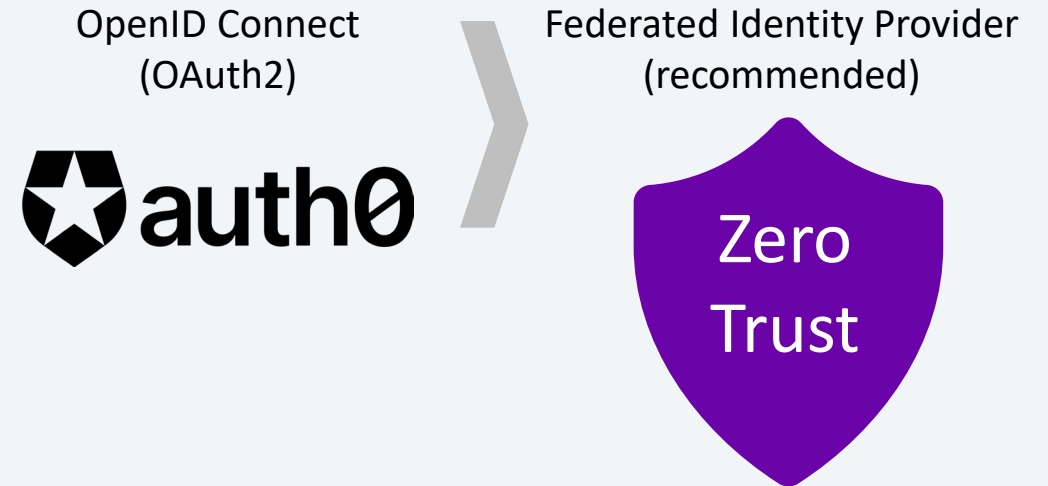 OpenID Connect
(OAuth2)
auth0
Federated Identity Provider
(recommended)
Zero
Trust